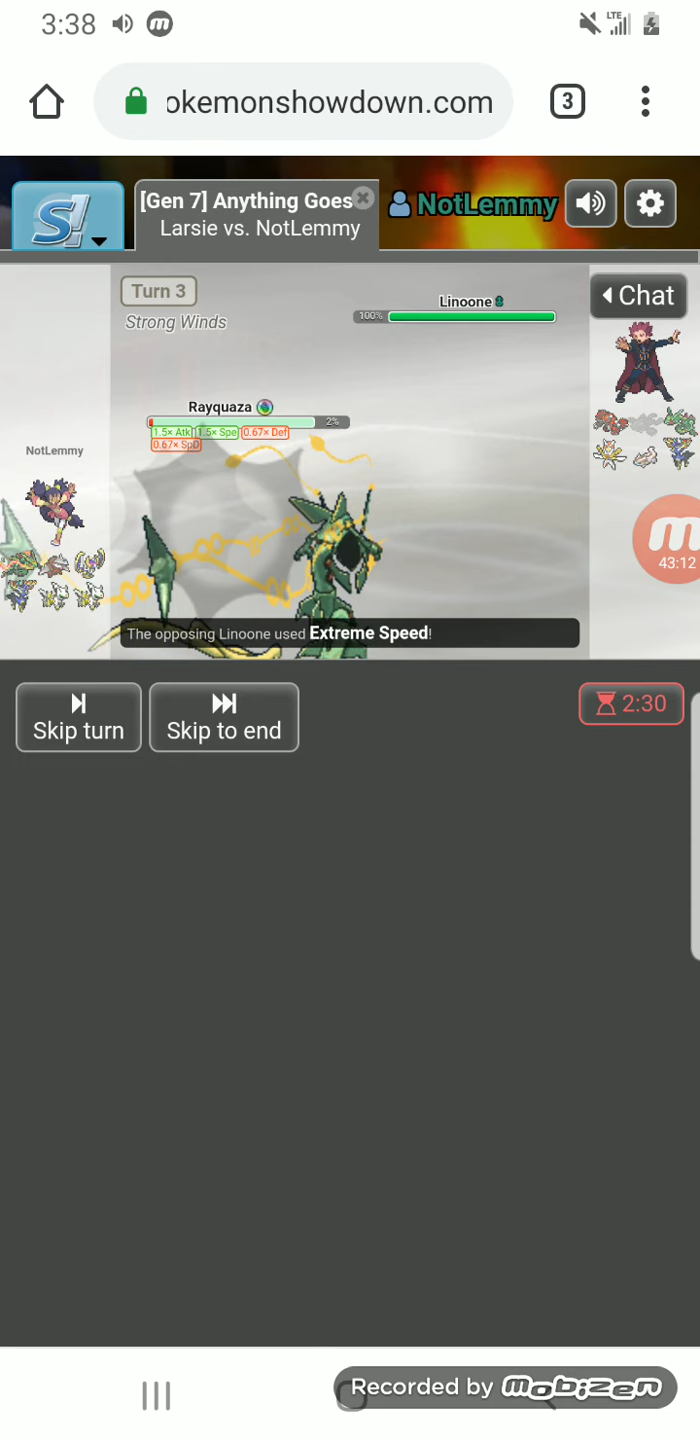 3:38
LTE
okemonshowdown.com
3
S!
[Gen 7] Anything Goes
Larsie vs. NotLemmy
NotLemmy
Turn 3
Strong Winds
Linoone
100%
Chat
Rayquaza
2%
1.5× Atk 1.5× Spe 0.67× Def
0.67× SpD
NotLemmy
43:12
The opposing Linoone used Extreme Speed!
Skip turn
Skip to end
2:30
Recorded by mobizen